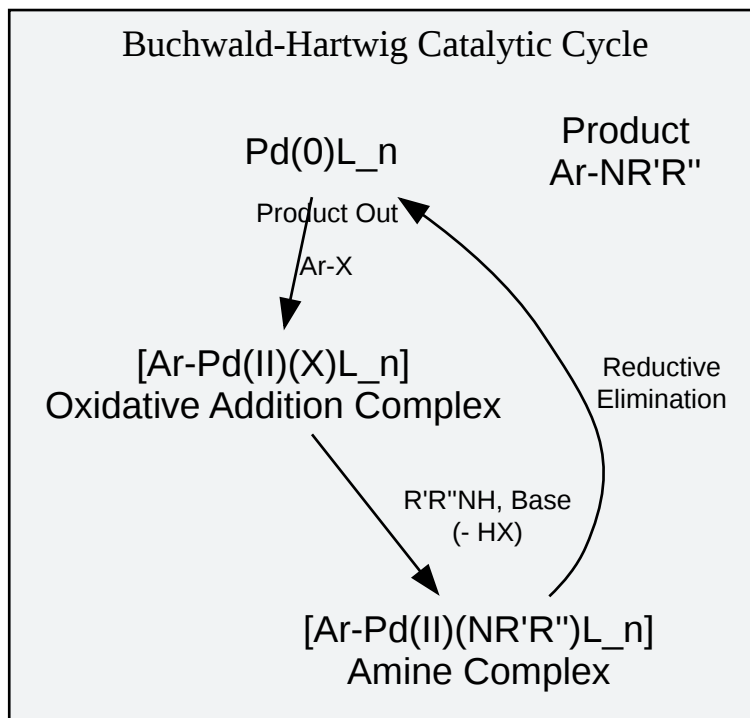 Buchwald-Hartwig Catalytic Cycle
Pd(0)L_n
Product
Ar-NR'R"
Product Out
Ar-X
[Ar-Pd(II)(X)L_n]
Oxidative Addition Complex
Reductive
Elimination
R'R"NH, Base
(- HX)
[Ar-Pd(II)(NR'R")L_n]
Amine Complex